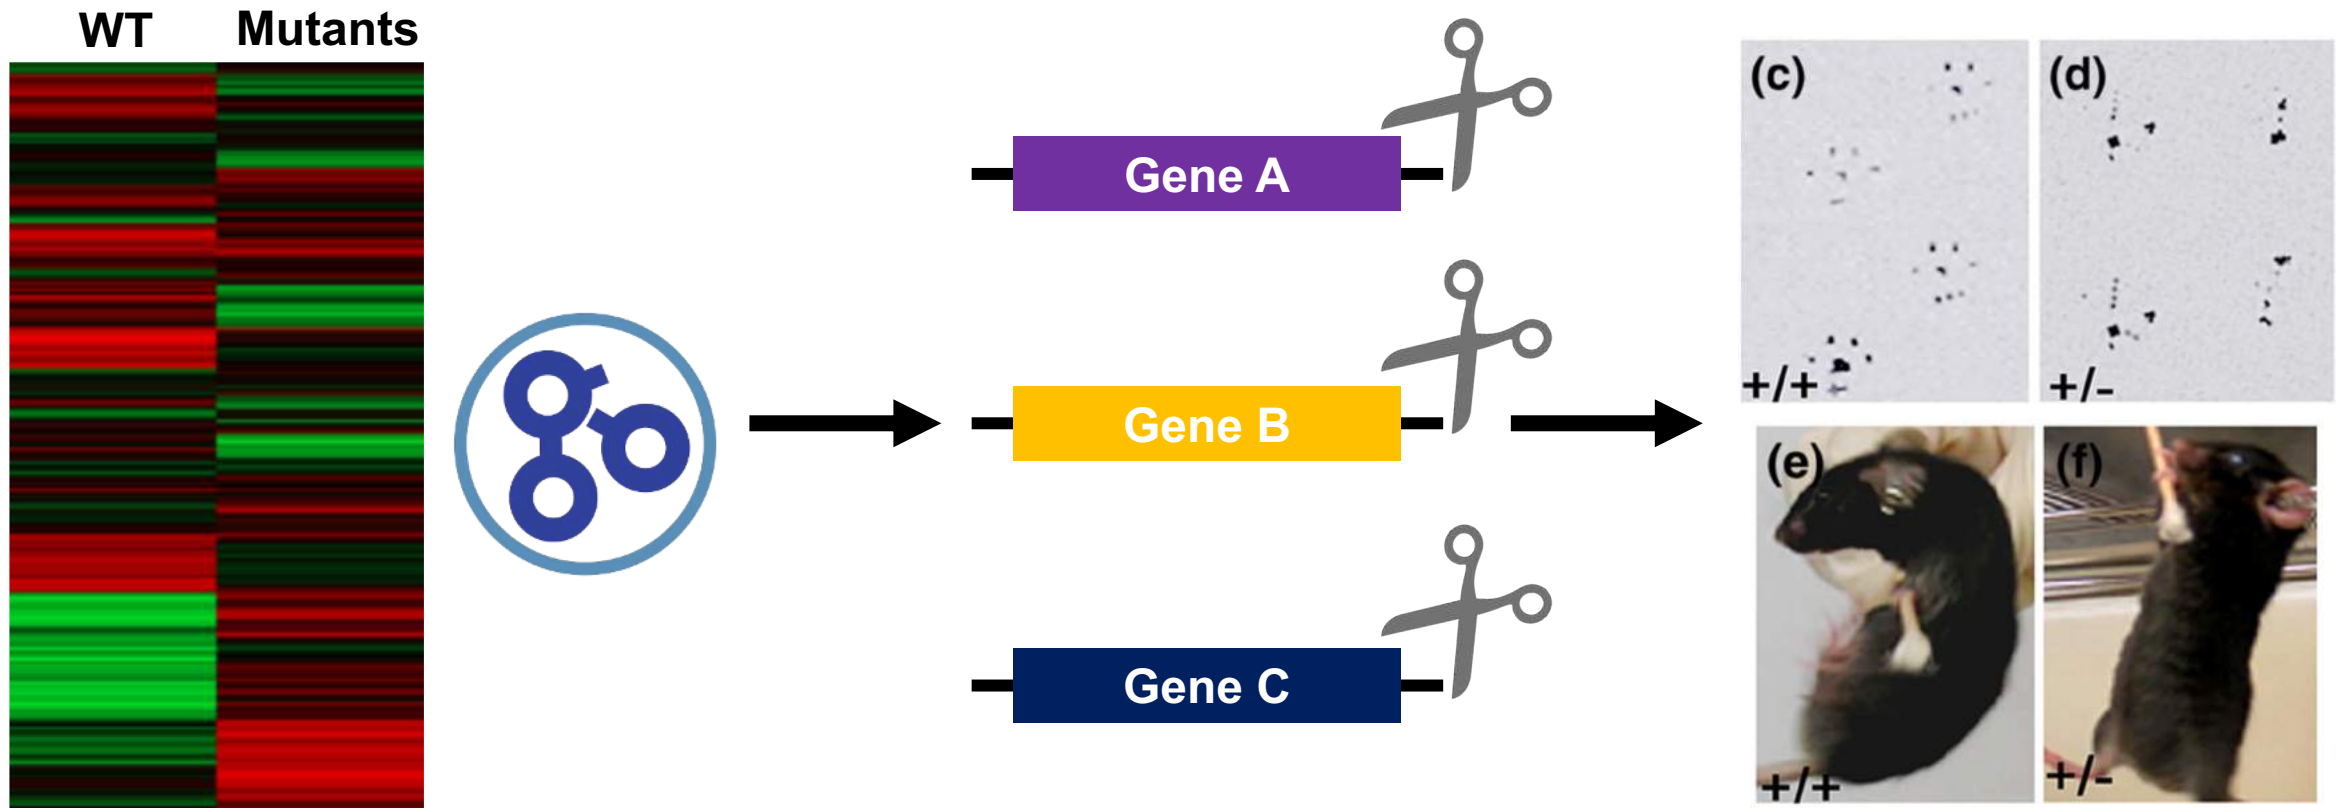 WT Mutants
Gene A
Gene B
Gene C
(c) (d)
+/+ +/-
(e) (f)
+/+ +/-